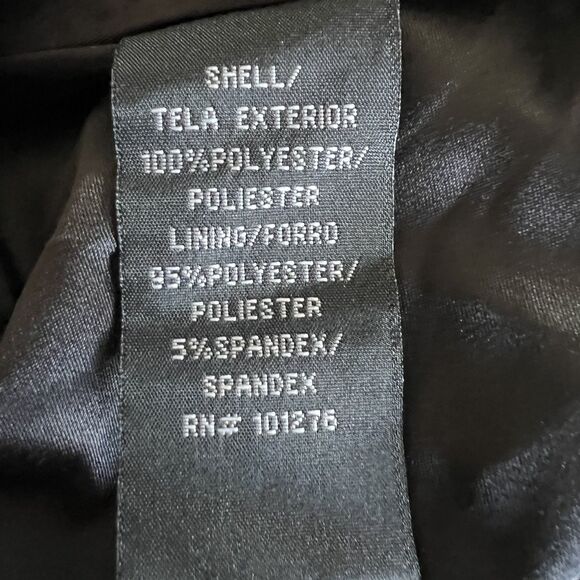 SHELL/
TELA EXTERIOR
100%POLYESTER/
POLIESTER
LINING/FORRO
95%POLYESTER/
POLIESTER
5%SPANDEX/
SPANDEX
RN# 101276